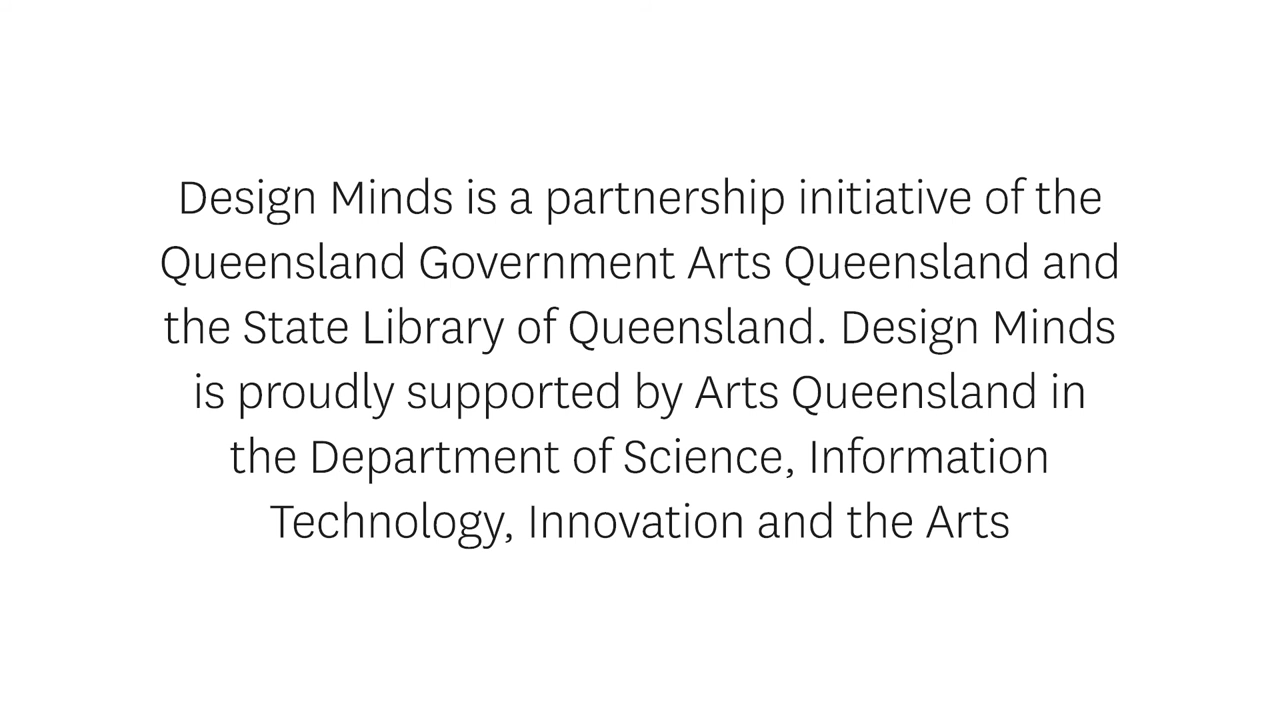 Design Minds is a partnership initiative of the
Queensland Government Arts Queensland and
the State Library of Queensland. Design Minds
is proudly supported by Arts Queensland in
the Department of Science, Information
Technology, Innovation and the Arts